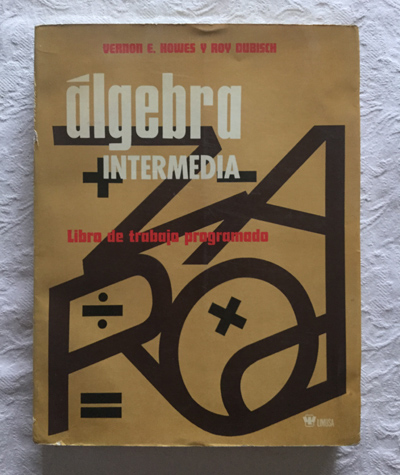 VERNON E. HOWES Y ROY DUBISCH
álgebra
INTERMEDIA
+ -
Libro de trabajo programado
÷ ×
=
LIMUSA